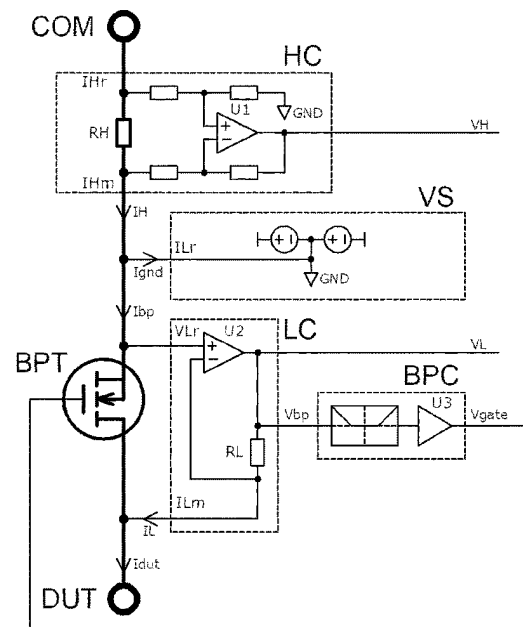 COM
HC
IHr
U1
GND
RH
+
-
VH
IHm
IH
VS
ILr
+ -
+ -
Ignd
GND
Ibp
LC
VLr
U2
+
-
VL
BPT
BPC
U3
Vbp
Vgate
RL
ILm
IL
Idut
DUT